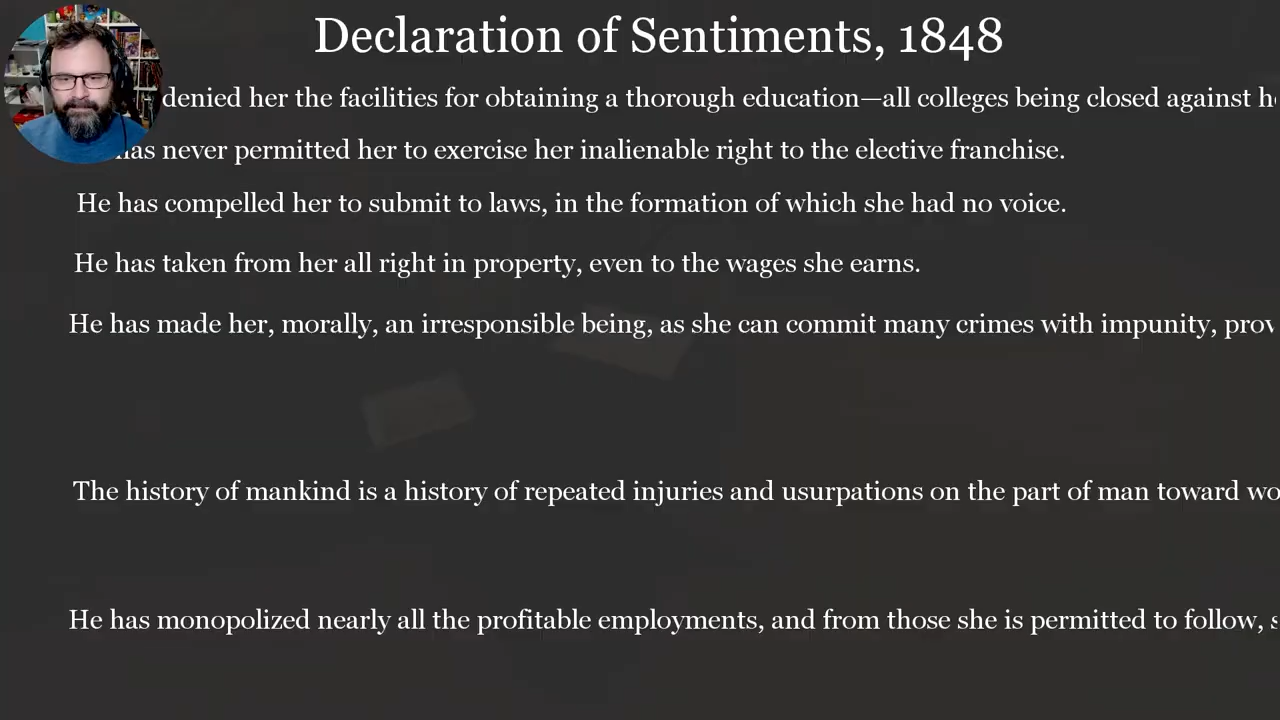 Declaration of Sentiments, 1848
denied her the facilities for obtaining a thorough education—all colleges being closed against
has never permitted her to exercise her inalienable right to the elective franchise.
He has compelled her to submit to laws, in the formation of which she had no voice.
He has taken from her all right in property, even to the wages she earns.
He has made her, morally, an irresponsible being, as she can commit many crimes with impunity,
The history of mankind is a history of repeated injuries and usurpations on the part of man toward
He has monopolized nearly all the profitable employments, and from those she is permitted to follow,